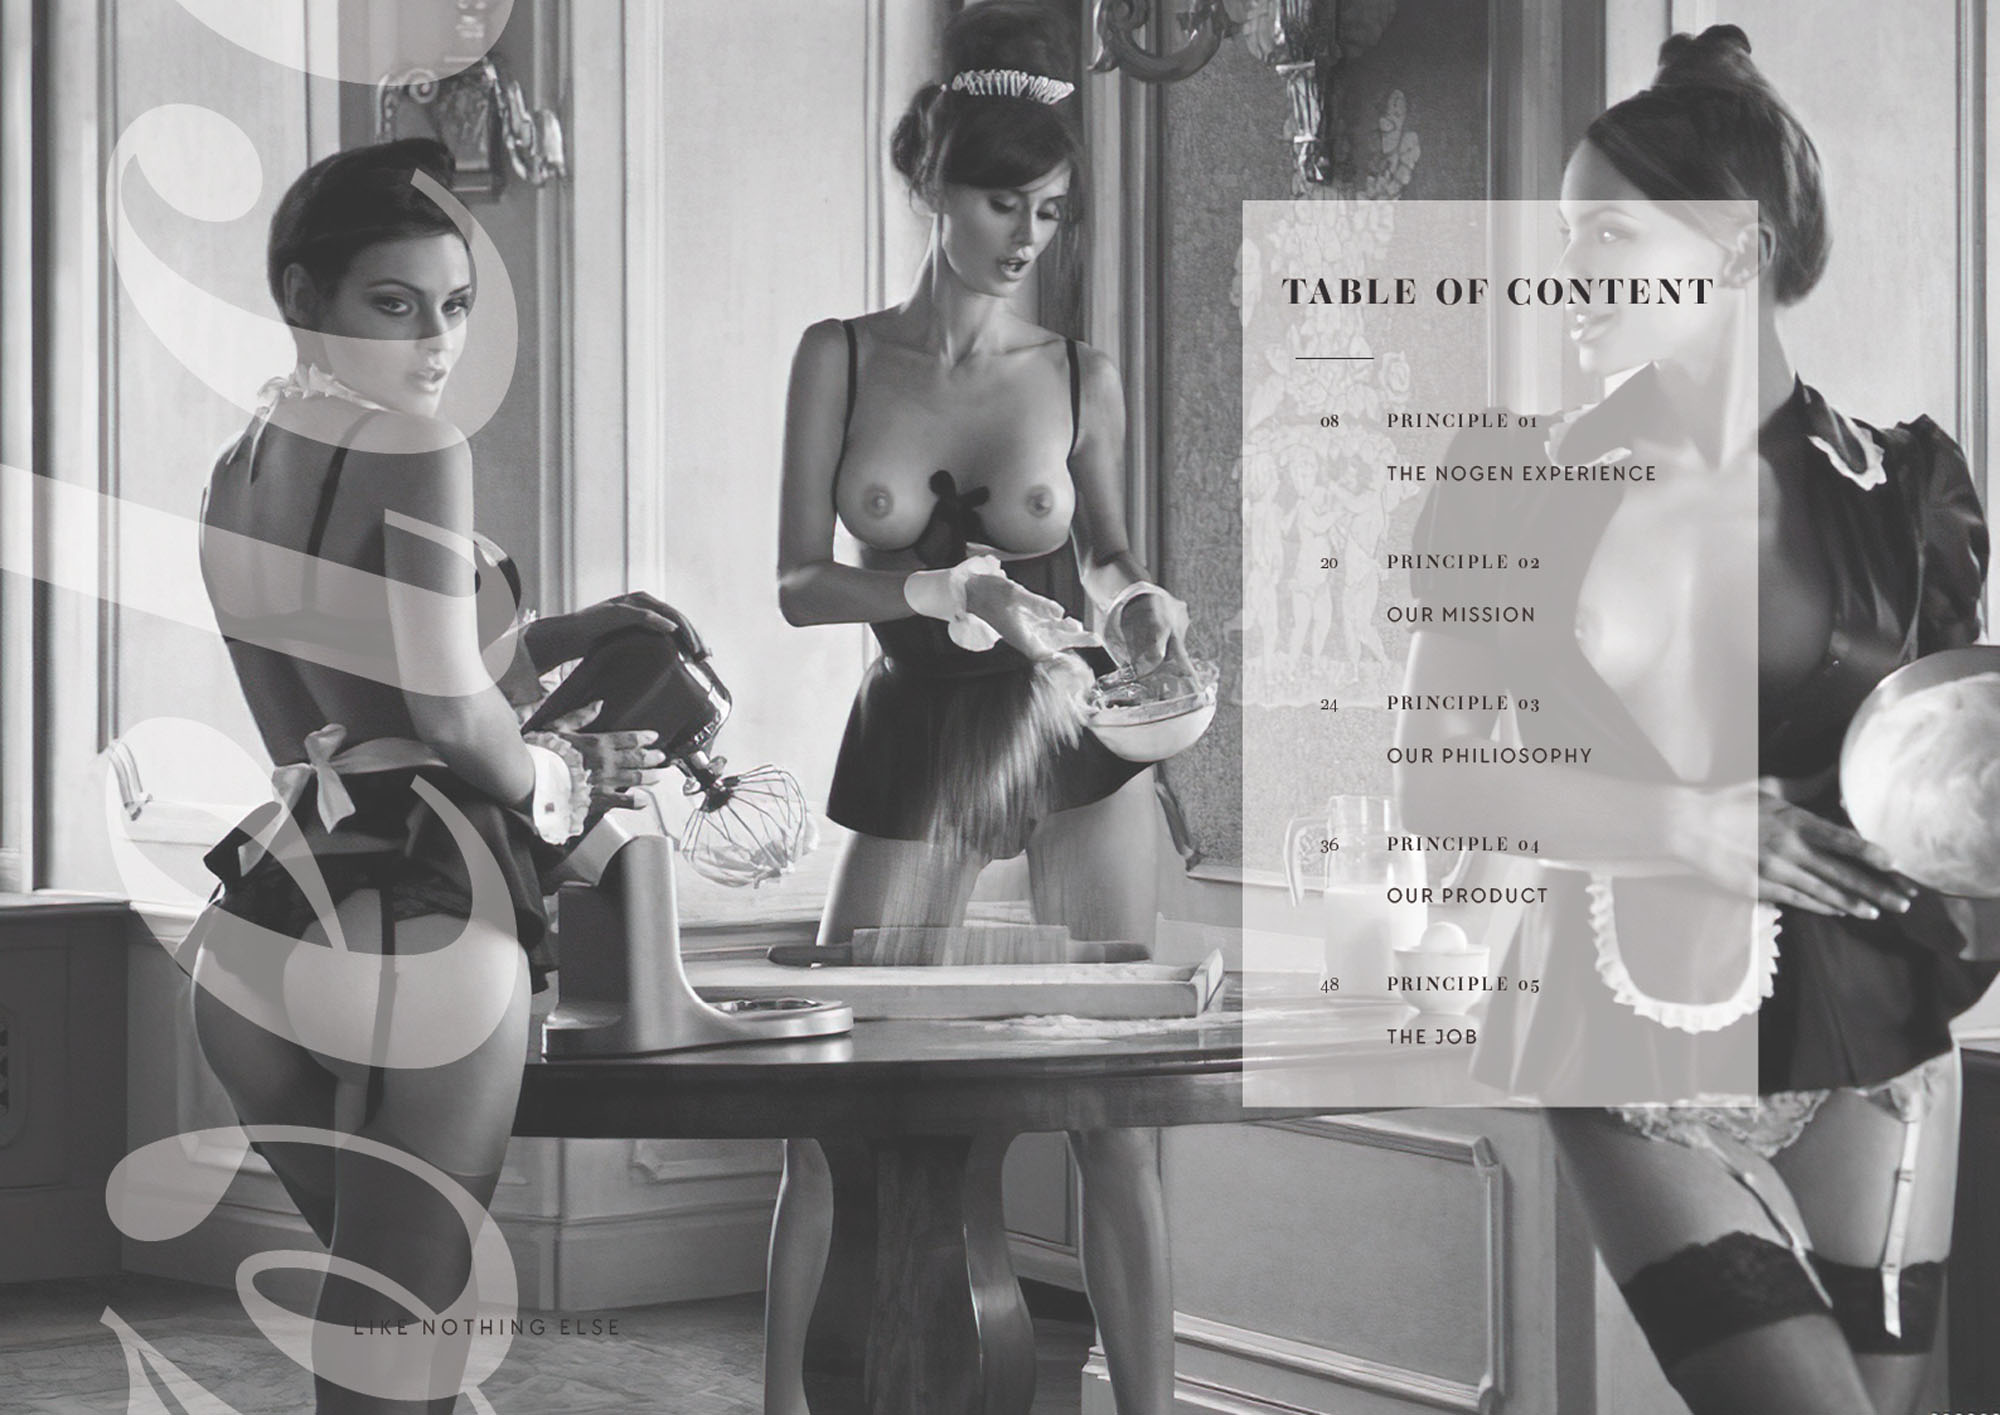 TABLE OF CONTENT
08 PRINCIPLE 01
THE NOGEN EXPERIENCE
20 PRINCIPLE 02
OUR MISSION
24 PRINCIPLE 03
OUR PHILIOSOPHY
36 PRINCIPLE 04
OUR PRODUCT
48 PRINCIPLE 05
THE JOB
LIKE NOTHING ELSE